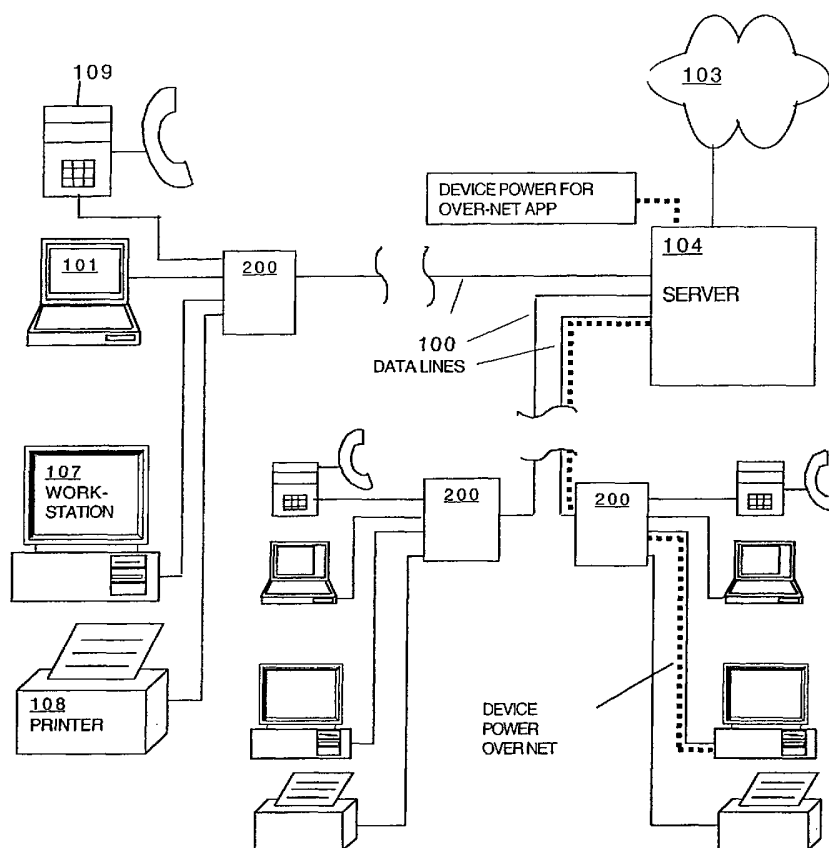 109
103
DEVICE POWER FOR
OVER-NET APP
101
200
104
SERVER
100
DATA LINES
107
WORK-
STATION
200
200
108
PRINTER
DEVICE
POWER
OVER NET